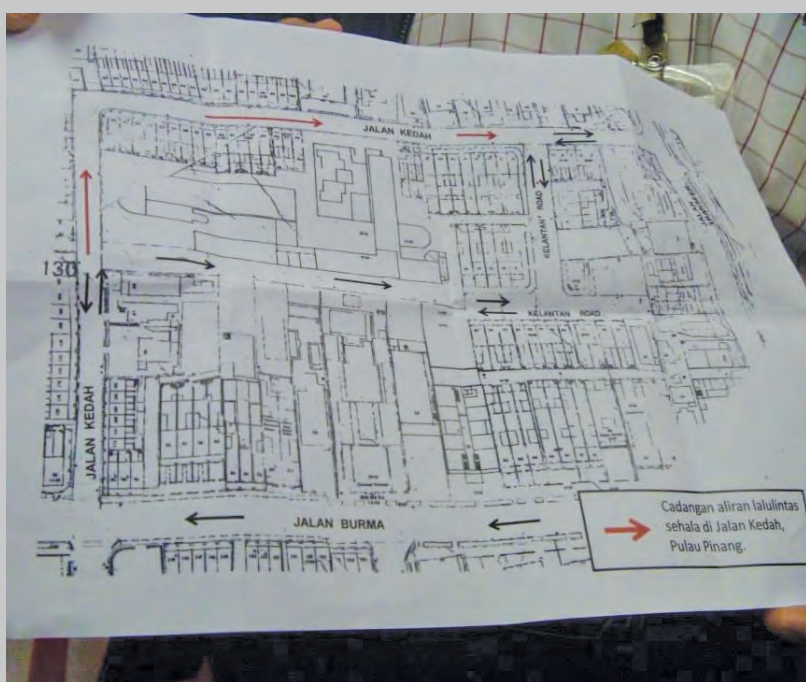 JALAN KEDAH
KELANTAN ROAD
130
KELANTAN ROAD
JALAN KEDAH
JALAN BURMA
Cadangan aliran lalulintas
sehala di Jalan Kedah,
Pulau Pinang.